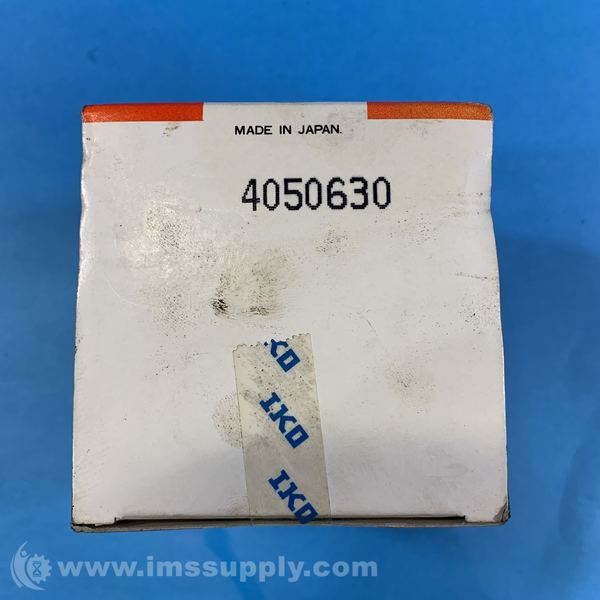 MADE IN JAPAN.
4050630
IKO
IKO
IKO
www.imssupply.com